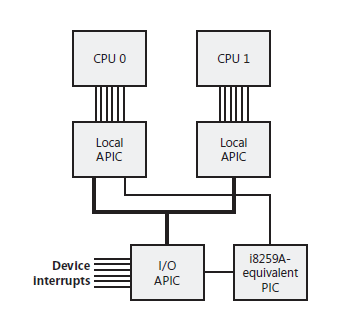 CPU 0
CPU 1
Local
APIC
Local
APIC
Device
Interrupts
I/O
APIC
i8259A-
equivalent
PIC